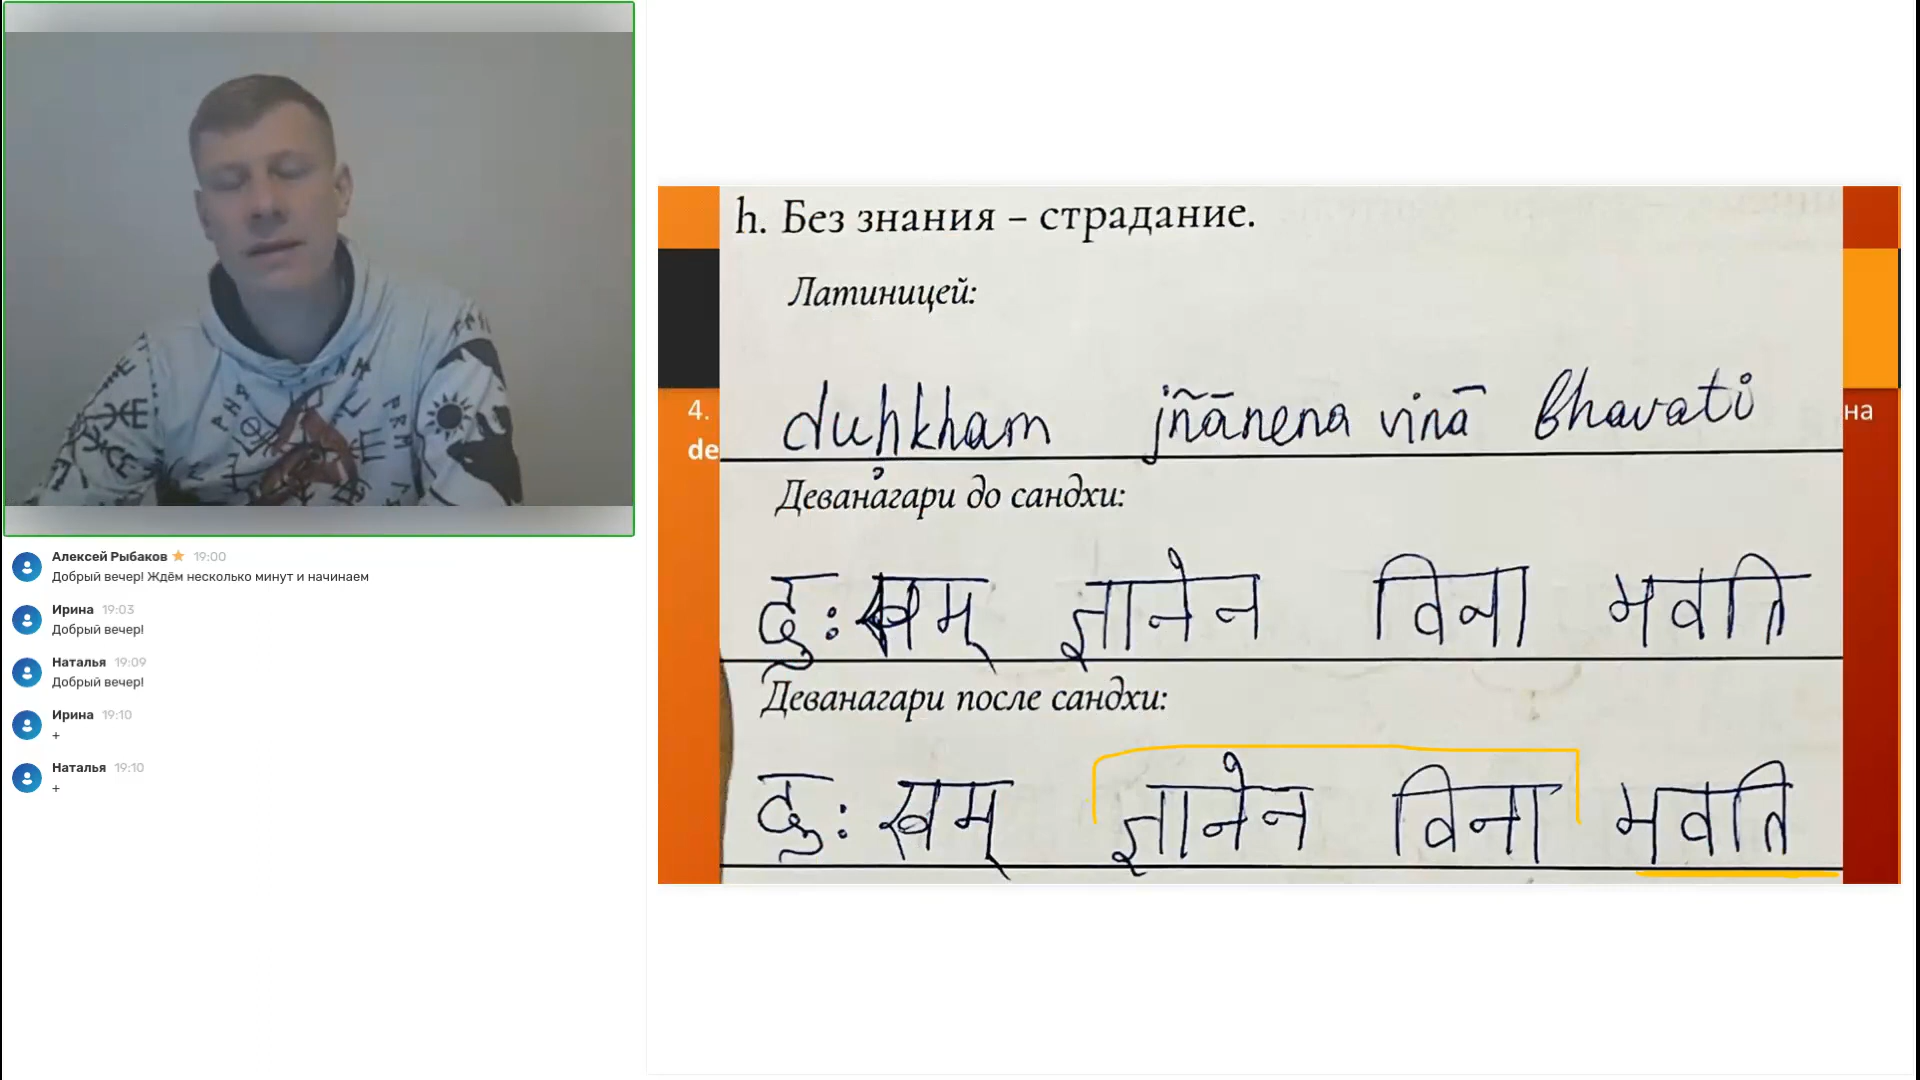 Алексей Рыбаков 19:00
Добрый вечер! Ждём несколько минут и начинаем
Ирина 19:03
Добрый вечер!
Наталья 19:09
Добрый вечер!
Ирина 19:10
+
Наталья 19:10
+
h. Без знания – страдание.
Латиницей:
duḥkham jñānena vinā bhavati
4.
на
de
Деванагари до сандхи:
दुःखम् ज्ञानेन विना भवति
Деванагари после сандхи:
दुःखम् ज्ञानेन विना भवति